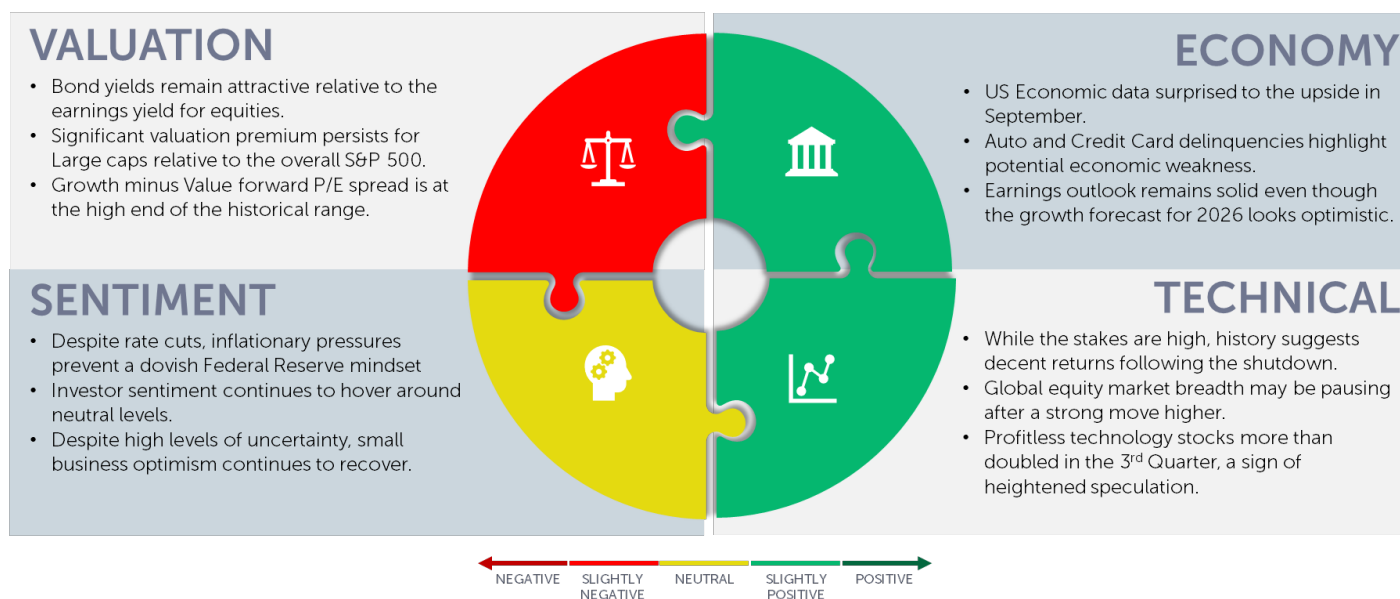 VALUATION
• Bond yields remain attractive relative to the
earnings yield for equities.
• Significant valuation premium persists for
Large caps relative to the overall S&P 500.
• Growth minus Value forward P/E spread is at
the high end of the historical range.
ECONOMY
• US Economic data surprised to the upside in
September.
• Auto and Credit Card delinquencies highlight
potential economic weakness.
• Earnings outlook remains solid even though
the growth forecast for 2026 looks optimistic.
SENTIMENT
• Despite rate cuts, inflationary pressures
prevent a dovish Federal Reserve mindset
• Investor sentiment continues to hover around
neutral levels.
• Despite high levels of uncertainty, small
business optimism continues to recover.
TECHNICAL
• While the stakes are high, history suggests
decent returns following the shutdown.
• Global equity market breadth may be pausing
after a strong move higher.
• Profitless technology stocks more than
doubled in the 3rd Quarter, a sign of
heightened speculation.
NEGATIVE
SLIGHTLY
NEGATIVE
NEUTRAL
SLIGHTLY
POSITIVE
POSITIVE